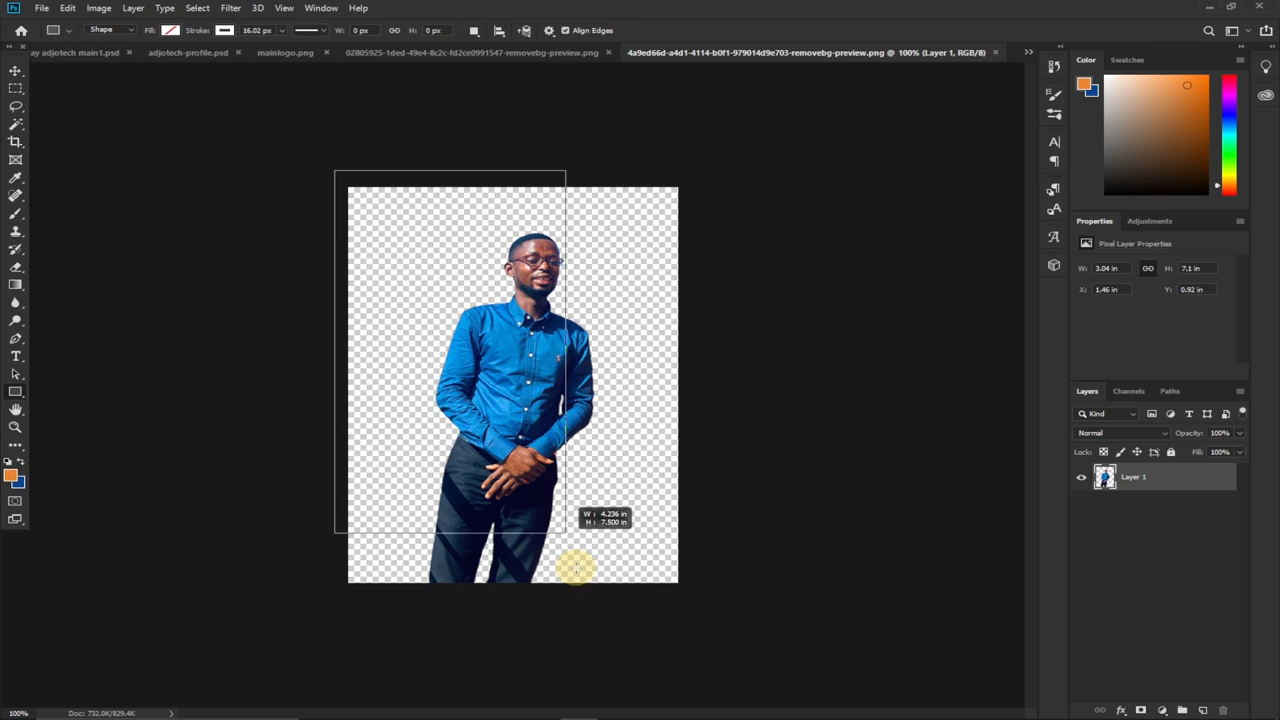 Ps File Edit Image Layer Type Select Filter 3D View Window Help
Shape Fill: Stroke: 16.02 px W: 0 px H: 0 px Align Edges
ay adjotech main1.psd × adjotech-profile.psd × mainlogo.png × 02805925-1ded-49e4-8c2c-fd2ce0991547-removebg-preview.png × 4a9ed66d-a4d1-4114-b0f1-979014d9e703-removebg-preview.png @ 100% (Layer 1, RGB/8) ×
Color Swatches
Properties Adjustments
Pixel Layer Properties
W: 3.04 in H: 7.1 in
X: 1.46 in Y: 0.92 in
Layers Channels Paths
Kind
Normal Opacity: 100%
Lock: Fill: 100%
Layer 1
W: 4.236 in
H: 7.500 in
100% Doc: 732.0K/829.4K